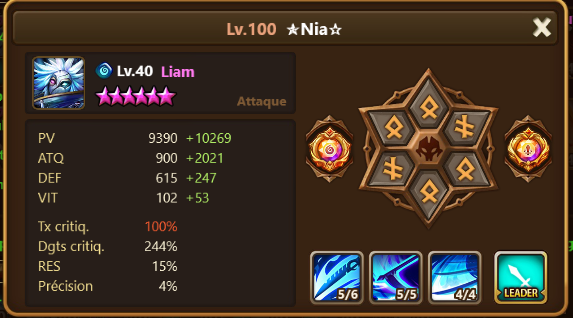 Lv.100 ✯Nia☆
Lv.40 Liam
Attaque
PV 9390 +10269
ATQ 900 +2021
DEF 615 +247
VIT 102 +53
Tx critiq. 100%
Dgts critiq. 244%
RES 15%
Précision 4%
5/6
5/5
4/4
LEADER